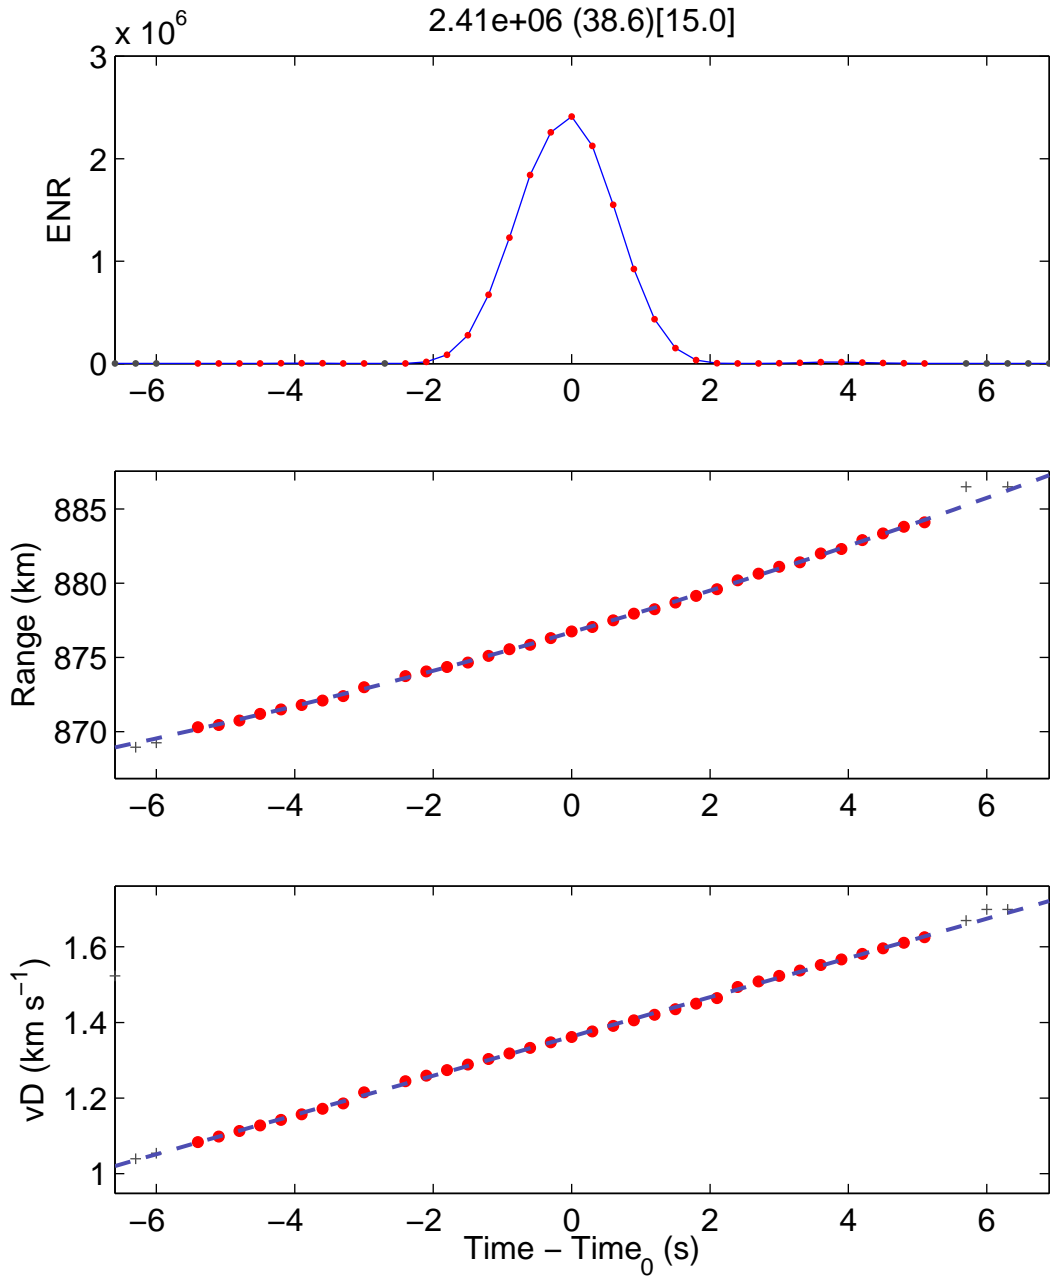 2.41e+06 (38.6)[15.0]
x 10^6
3
2
1
0
ENR
−6 −4 −2 0 2 4 6
885
880
875
870
Range (km)
−6 −4 −2 0 2 4 6
1.6
1.4
1.2
1
vD (km s^−1)
−6 −4 −2 0 2 4 6
Time − Time_0 (s)